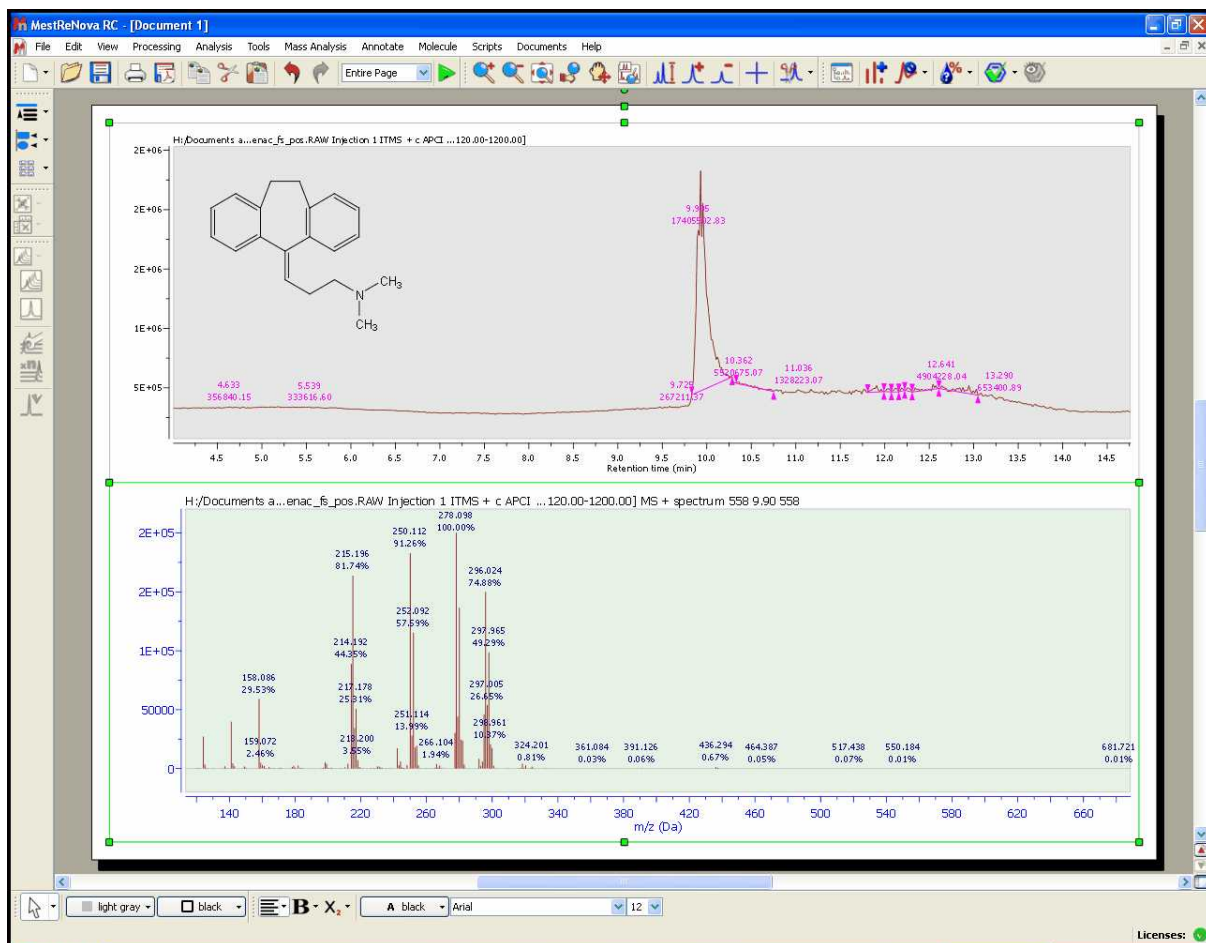 MestReNova RC - [Document 1]
File Edit View Processing Analysis Tools Mass Analysis Annotate Molecule Scripts Documents Help
Entire Page
H:/Documents a...enac_fs_pos.RAW Injection 1 ITMS + c APCI ...120.00-1200.00]
2E+06
2E+06
2E+06
1E+06
5E+05
N
CH3
CH3
4.633
356840.15
5.539
333616.60
9.725
267211.37
17405502.83
10.362
5520675.07
11.036
1328223.07
12.641
4904228.04
13.290
653400.89
4.5 5.0 5.5 6.0 6.5 7.0 7.5 8.0 8.5 9.0 9.5 10.0 10.5 11.0 11.5 12.0 12.5 13.0 13.5 14.0 14.5
Retention time (min)
H:/Documents a...enac_fs_pos.RAW Injection 1 ITMS + c APCI ...120.00-1200.00] MS + spectrum 558 9.90 558
2E+05
2E+05
1E+05
50000
0
158.086
29.53%
159.072
2.46%
215.196
81.74%
214.192
44.35%
217.178
25.31%
218.200
3.55%
250.112
91.26%
252.092
57.59%
251.114
13.99%
266.104
1.94%
278.098
100.00%
296.024
74.88%
297.965
49.29%
297.005
26.65%
298.961
10.37%
324.201
0.81%
361.084
0.03%
391.126
0.06%
436.294
0.67%
464.387
0.05%
517.438
0.07%
550.184
0.01%
681.721
0.01%
140 180 220 260 300 340 380 420 460 500 540 580 620 660
m/z (Da)
light gray black B X2 A black Arial 12
Licenses: